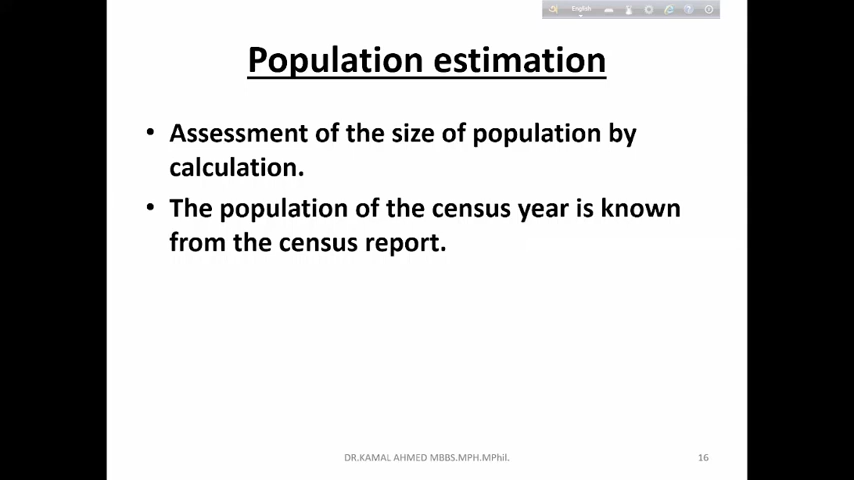 English
Population estimation
• Assessment of the size of population by
calculation.
• The population of the census year is known
from the census report.
DR.KAMAL AHMED MBBS.MPH.MPhil.
16